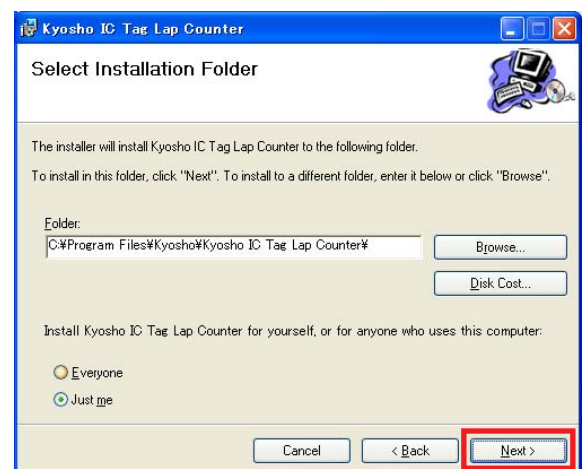 Kyosho IC Tag Lap Counter
Select Installation Folder
The installer will install Kyosho IC Tag Lap Counter to the following folder.
To install in this folder, click "Next". To install to a different folder, enter it below or click "Browse".
Folder:
C:¥Program Files¥Kyosho¥Kyosho IC Tag Lap Counter¥
Browse...
Disk Cost...
Install Kyosho IC Tag Lap Counter for yourself, or for anyone who uses this computer:
Everyone
Just me
Cancel < Back Next >